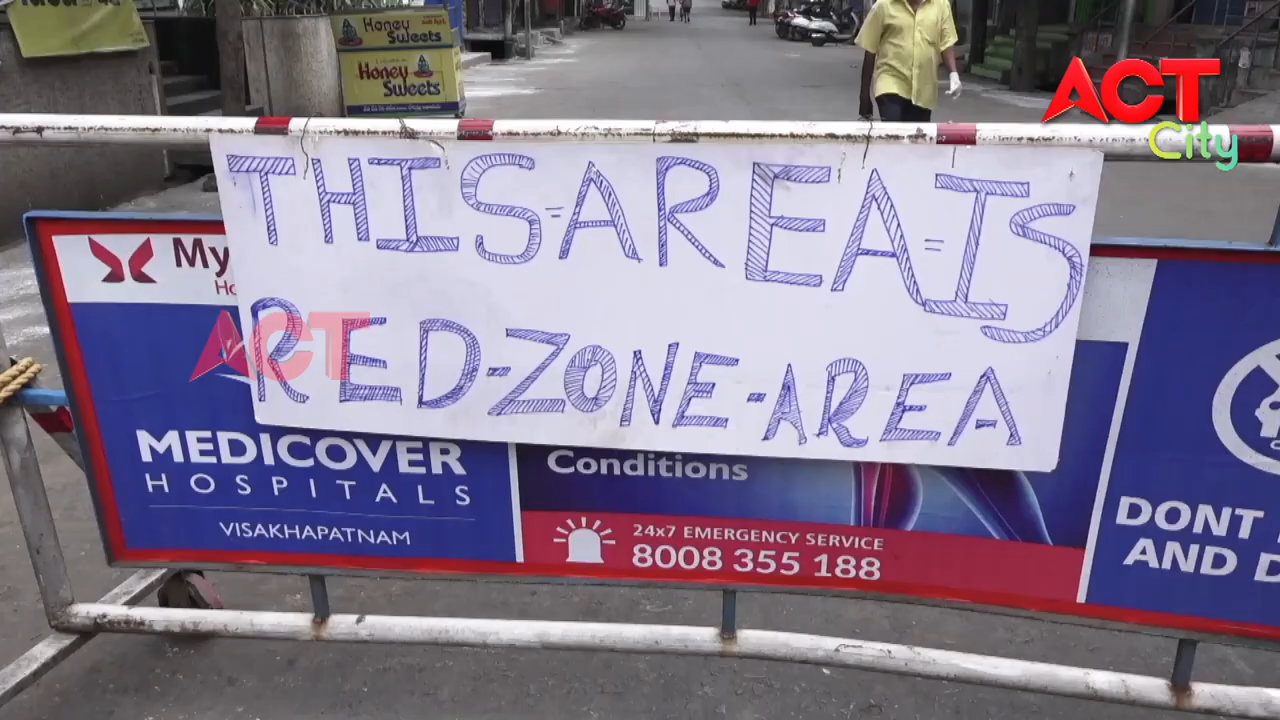 Honey
Sweets
Honey
Sweets
ACT
City
THIS=AREA=IS
RED-ZONE-AREA
My
ACT
MEDICOVER
HOSPITALS
VISAKHAPATNAM
Conditions
24x7 EMERGENCY SERVICE
8008 355 188
DONT
AND D